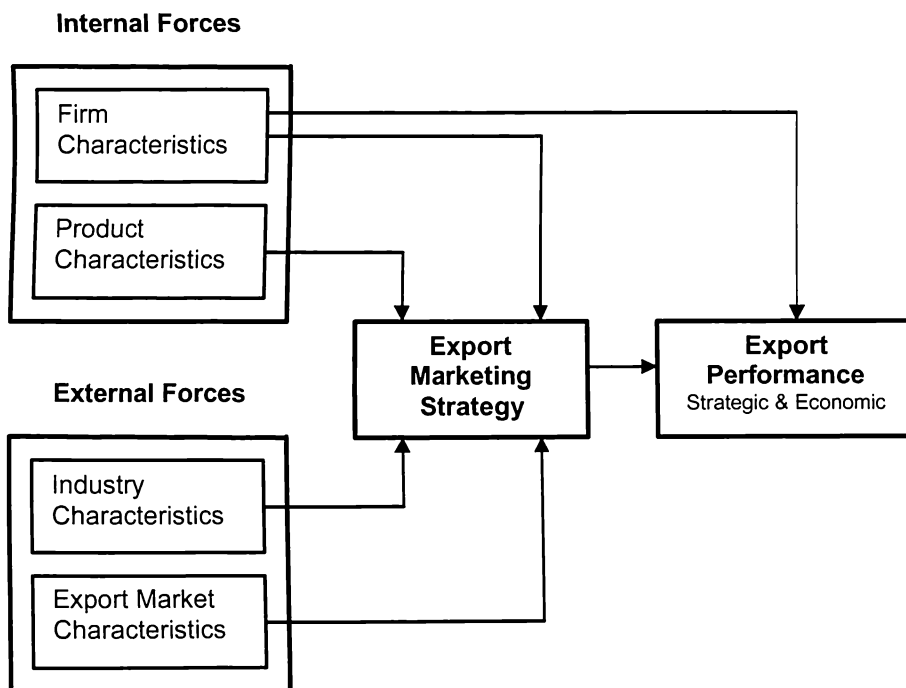 Internal Forces
Firm
Characteristics
Product
Characteristics
Export
Marketing
Strategy
Export
Performance
Strategic & Economic
External Forces
Industry
Characteristics
Export Market
Characteristics